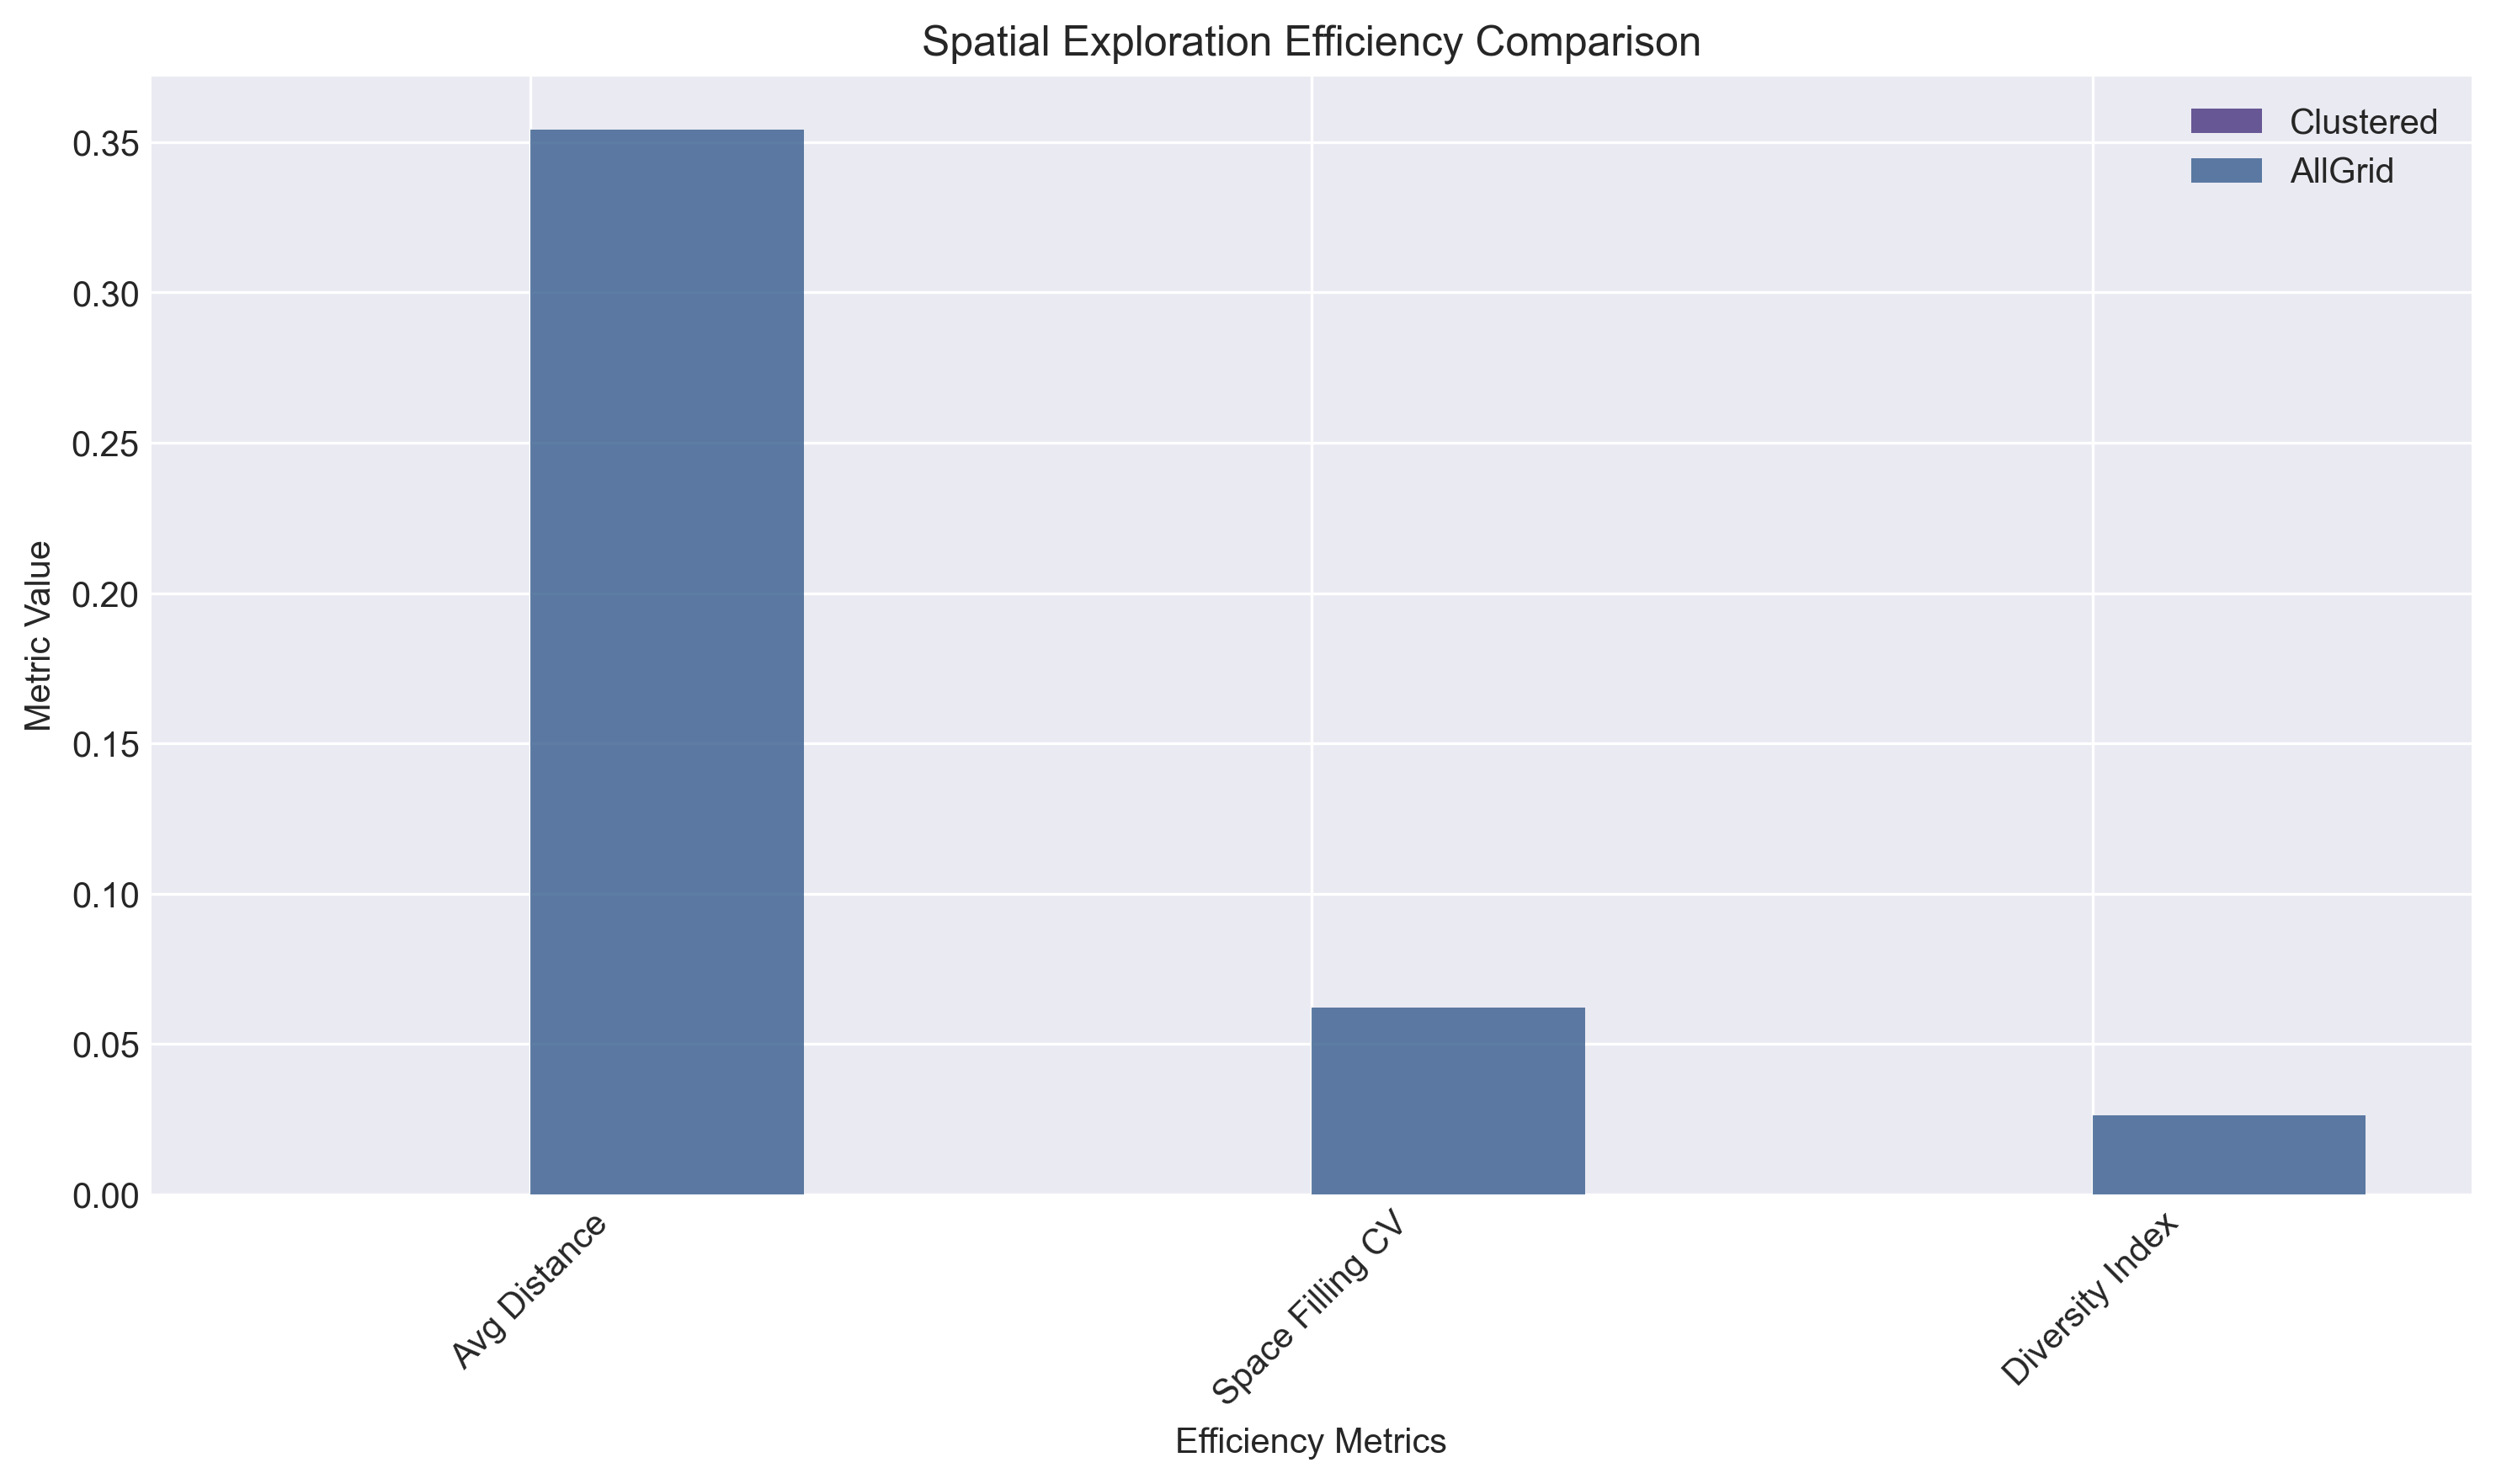 Spatial Exploration Efficiency Comparison
Clustered
AllGrid
Metric Value
0.35
0.30
0.25
0.20
0.15
0.10
0.05
0.00
Avg Distance
Space Filling CV
Diversity Index
Efficiency Metrics